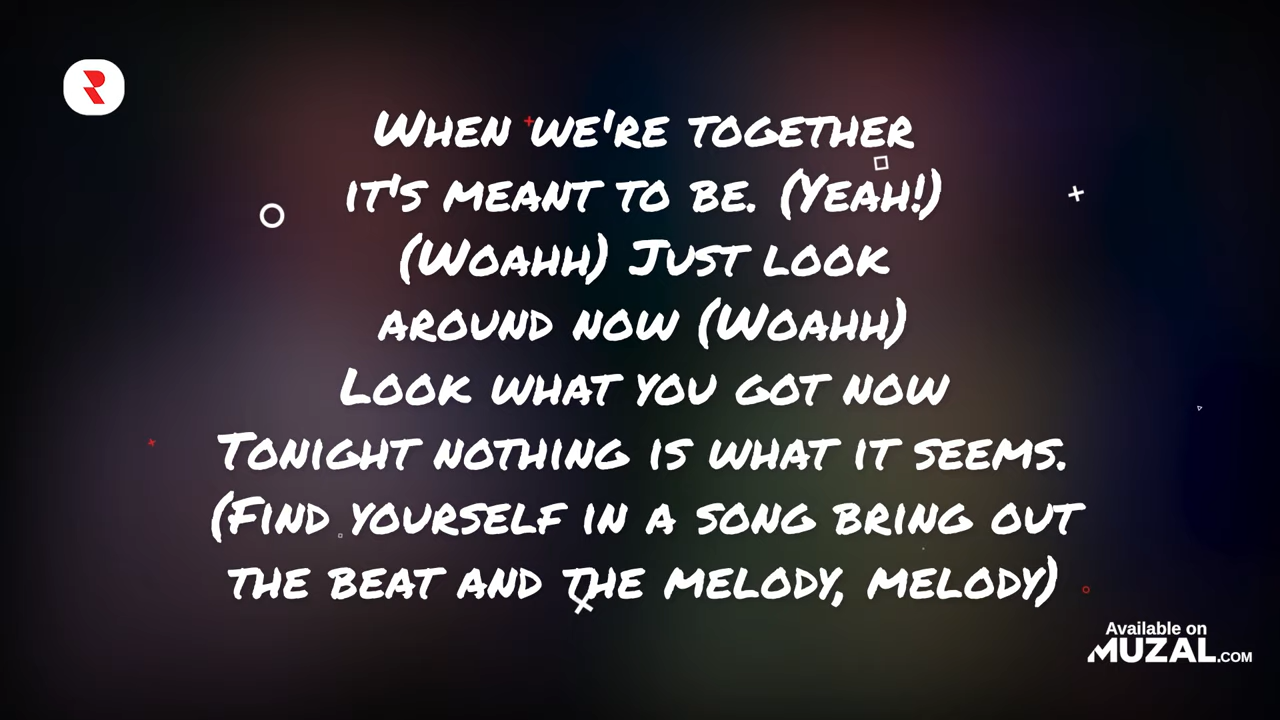 When we're together
it's meant to be. (Yeah!)
(Woahh) Just look
around now (Woahh)
Look what you got now
Tonight nothing is what it seems.
(Find yourself in a song bring out
the beat and the melody, melody)
Available on
MUZAL.COM